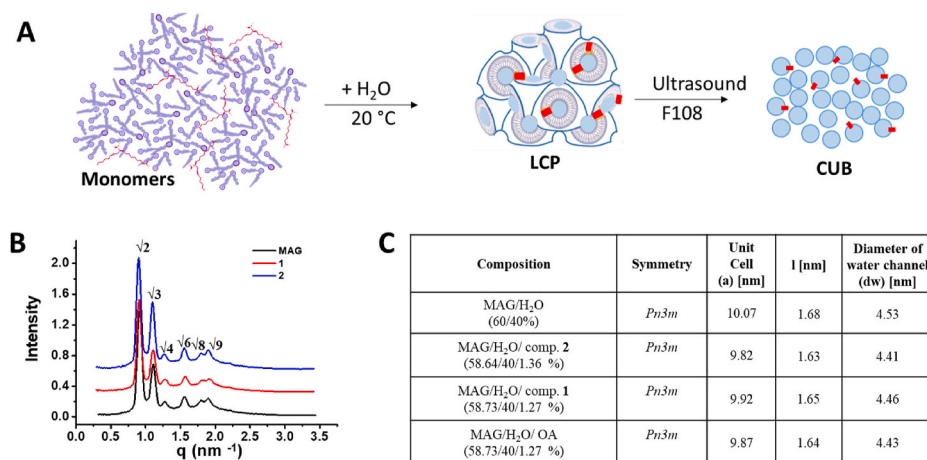 A
Monomers
+ H₂O
20 °C
LCP
Ultrasound
F108
CUB
B
Intensity
2.0
1.6
1.2
0.8
0.4
0.0
√2
√3
√4
√6
√8
√9
MAG
1
2
0.0 0.5 1.0 1.5 2.0 2.5 3.0 3.5
q (nm ⁻¹)
C
Composition
Symmetry
Unit
Cell
(a) [nm]
l [nm]
Diameter of
water channel
(dw) [nm]
MAG/H₂O
(60/40%)
Pn3m
10.07
1.68
4.53
MAG/H₂O/ comp. 2
(58.64/40/1.36 %)
Pn3m
9.82
1.63
4.41
MAG/H₂O/ comp. 1
(58.73/40/1.27 %)
Pn3m
9.92
1.65
4.46
MAG/H₂O/ OA
(58.73/40/1.27 %)
Pn3m
9.87
1.64
4.43